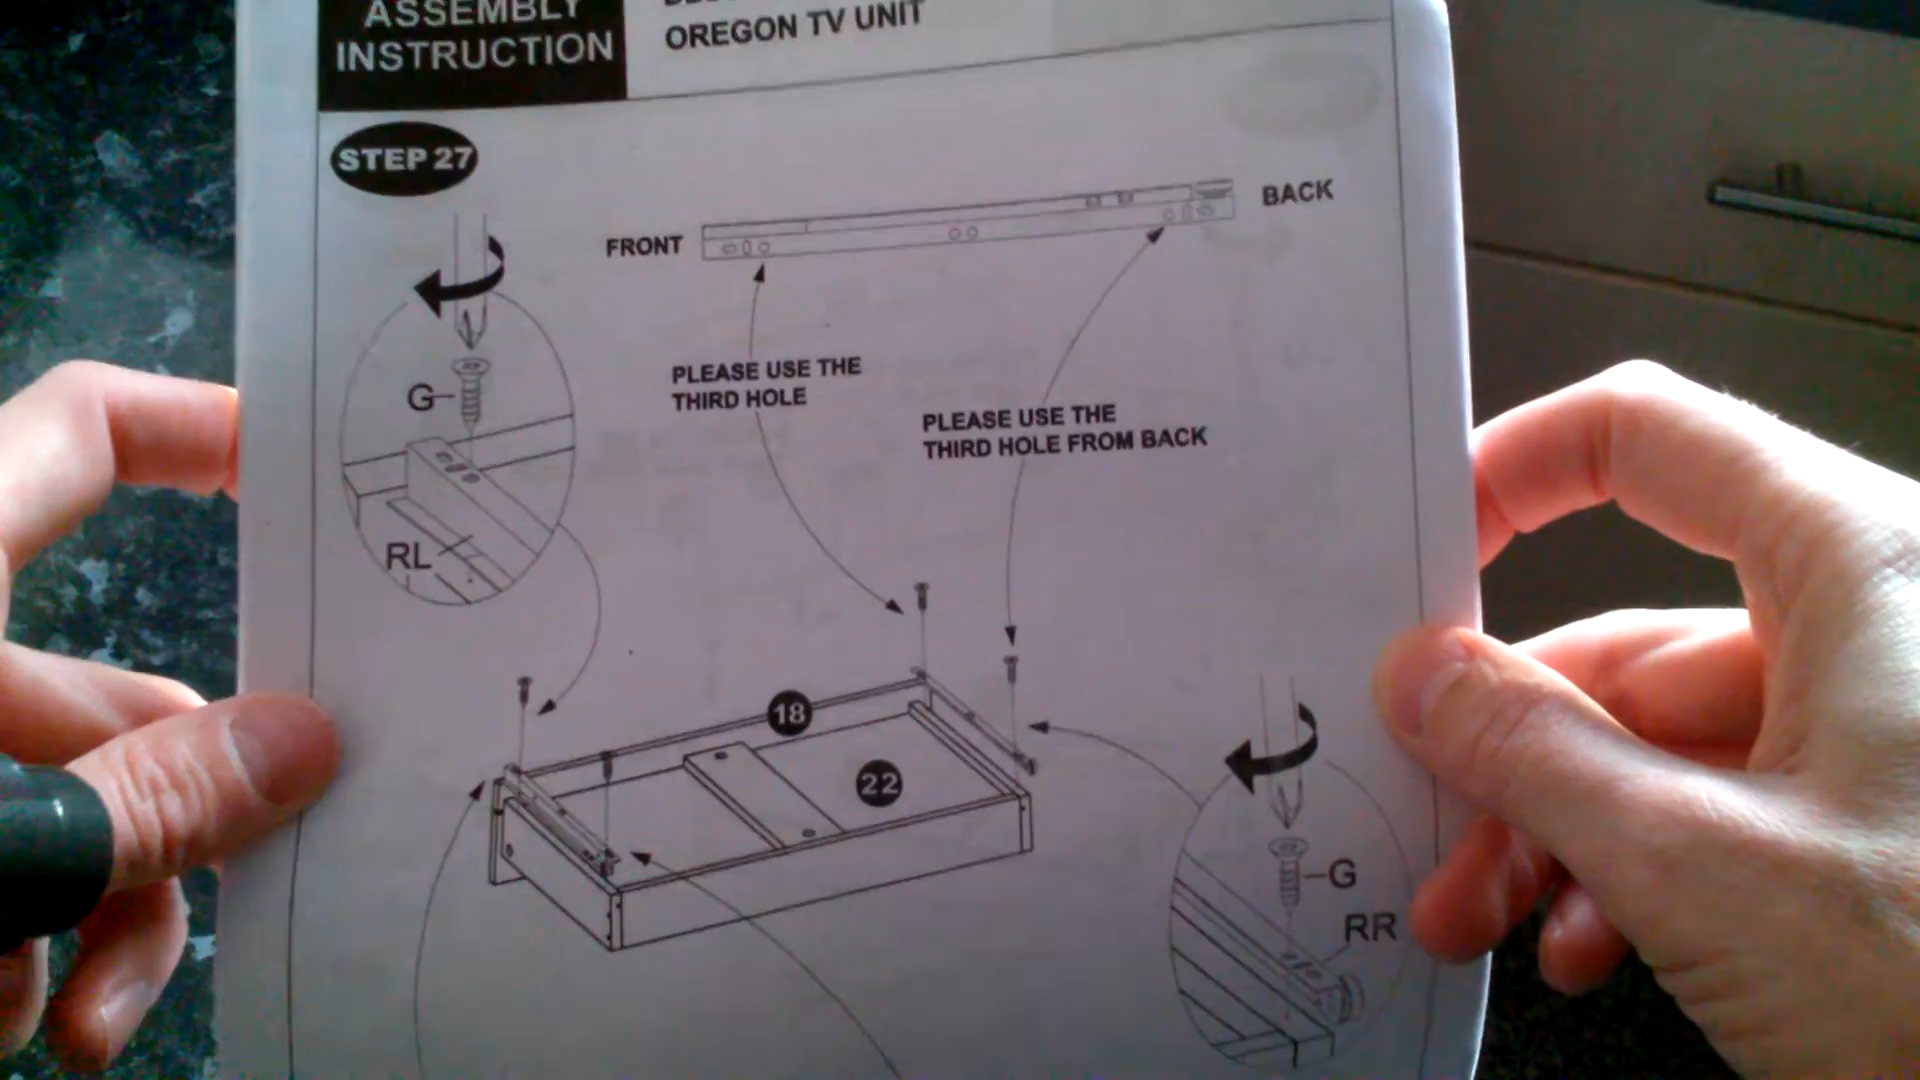 ASSEMBLY
INSTRUCTION
OREGON TV UNIT
STEP 27
FRONT
BACK
PLEASE USE THE
THIRD HOLE
PLEASE USE THE
THIRD HOLE FROM BACK
G
RL
18
22
G
RR